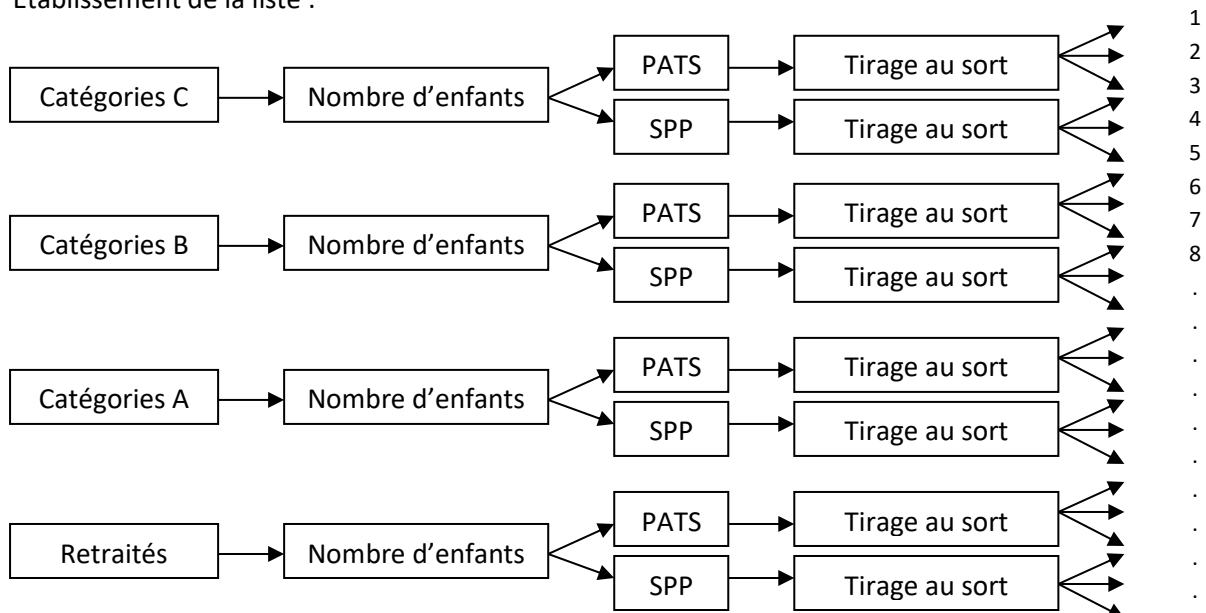 Etablissement de la liste :
Catégories C
Nombre d'enfants
PATS
Tirage au sort
SPP
Tirage au sort
Catégories B
Nombre d'enfants
PATS
Tirage au sort
SPP
Tirage au sort
Catégories A
Nombre d'enfants
PATS
Tirage au sort
SPP
Tirage au sort
Retraités
Nombre d'enfants
PATS
Tirage au sort
SPP
Tirage au sort
1
2
3
4
5
6
7
8
.
.
.
.
.
.
.
.
.
.